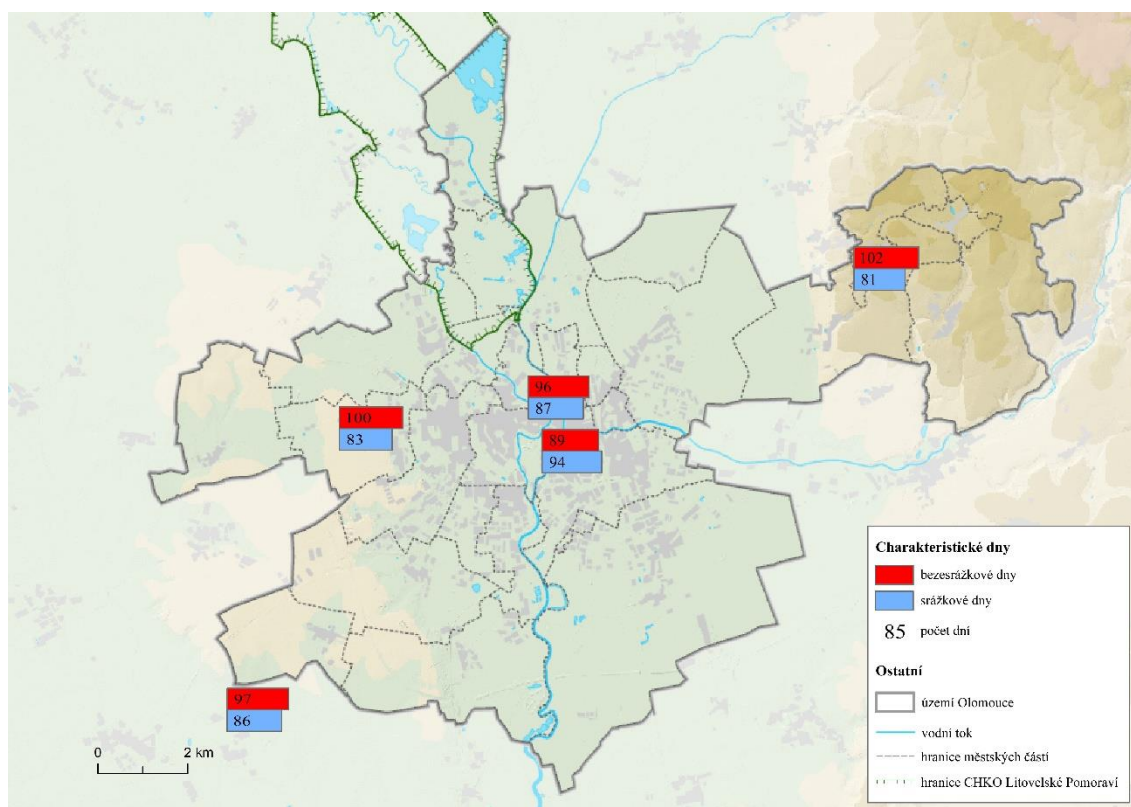 102
81
96
87
100
83
89
94
97
86
0 2 km
Charakteristické dny
bezesrážkové dny
srážkové dny
85 počet dní
Ostatní
území Olomouce
vodní tok
hranice městských částí
hranice CHKO Litovelské Pomoraví